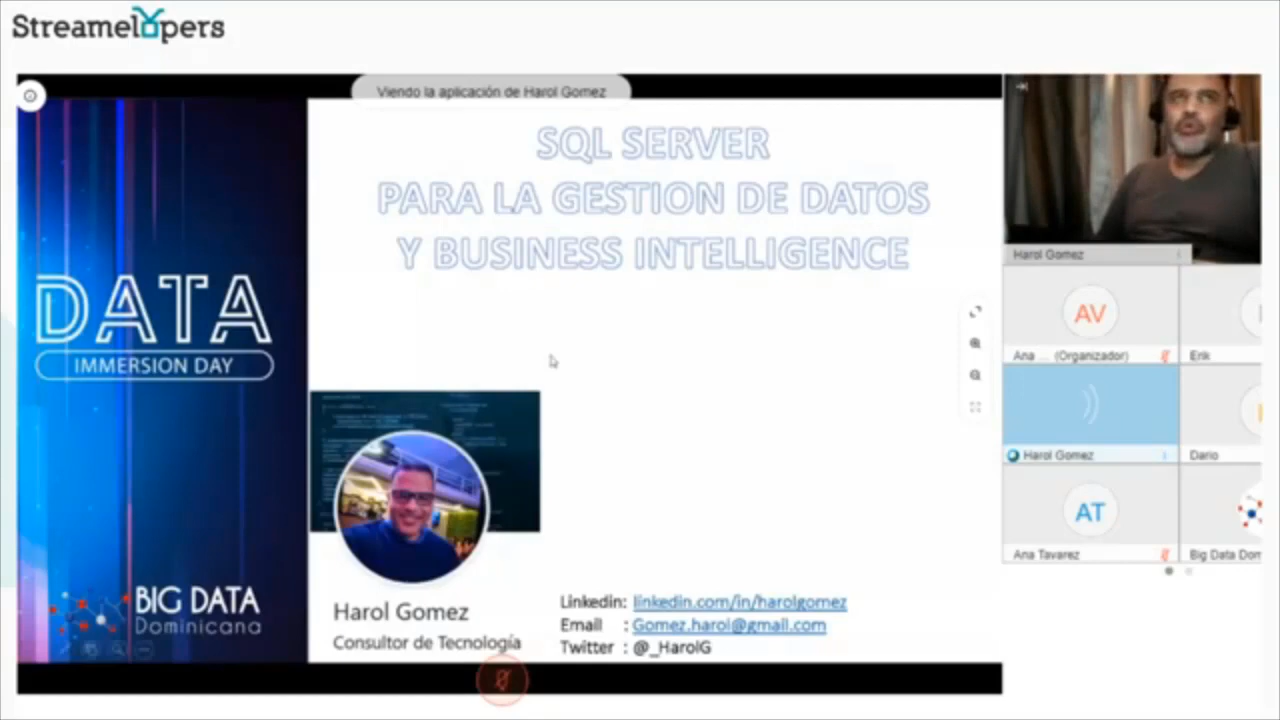 Streamelopers
Viendo la aplicación de Harol Gomez
SQL SERVER
PARA LA GESTION DE DATOS
Y BUSINESS INTELLIGENCE
DATA
IMMERSION DAY
BIG DATA
Dominicana
Harol Gomez
Consultor de Tecnología
Linkedin: linkedin.com/in/harolgomez
Email : Gomez.harol@gmail.com
Twitter : @_HarolG
Harol Gomez
AV
Ana ... (Organizador)
Erik
Harol Gomez
Dario
AT
Ana Tavarez
Big Data Dom